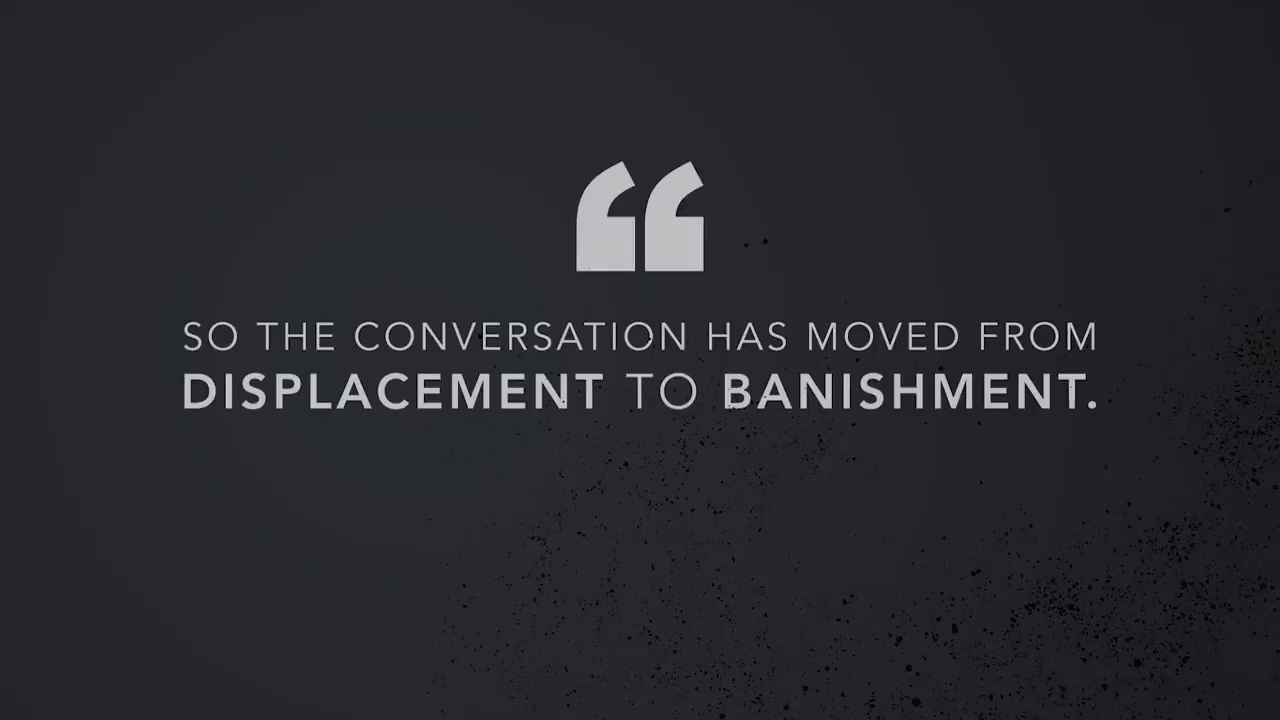 “
SO THE CONVERSATION HAS MOVED FROM
DISPLACEMENT TO BANISHMENT.